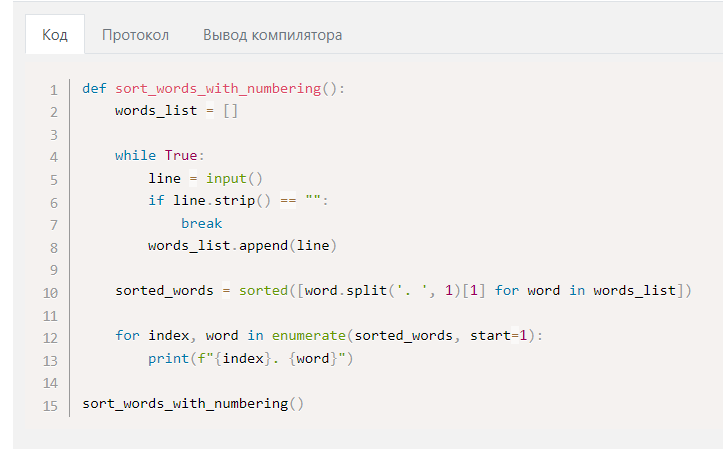 Код Протокол Вывод компилятора
1 def sort_words_with_numbering():
2     words_list = []
3
4     while True:
5         line = input()
6         if line.strip() == "":
7             break
8         words_list.append(line)
9
10     sorted_words = sorted([word.split('. ', 1)[1] for word in words_list])
11
12     for index, word in enumerate(sorted_words, start=1):
13         print(f"{index}. {word}")
14
15 sort_words_with_numbering()